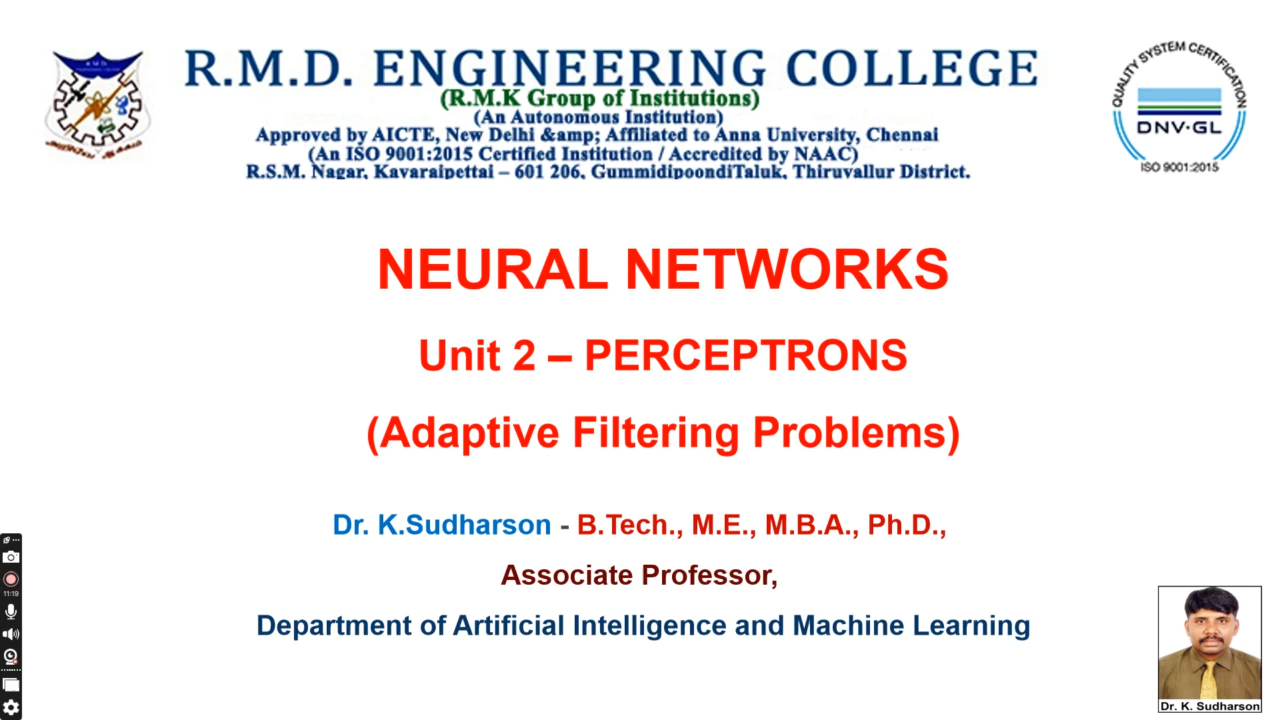 R.M.D. ENGINEERING COLLEGE
(R.M.K Group of Institutions)
(An Autonomous Institution)
Approved by AICTE, New Delhi &amp; Affiliated to Anna University, Chennai
(An ISO 9001:2015 Certified Institution / Accredited by NAAC)
R.S.M. Nagar, Kavaraipettai – 601 206, GummidipoondiTaluk, Thiruvallur District.
QUALITY SYSTEM CERTIFICATION
DNV·GL
ISO 9001:2015
NEURAL NETWORKS
Unit 2 – PERCEPTRONS
(Adaptive Filtering Problems)
Dr. K.Sudharson - B.Tech., M.E., M.B.A., Ph.D.,
Associate Professor,
Department of Artificial Intelligence and Machine Learning
11:19
Dr. K. Sudharson